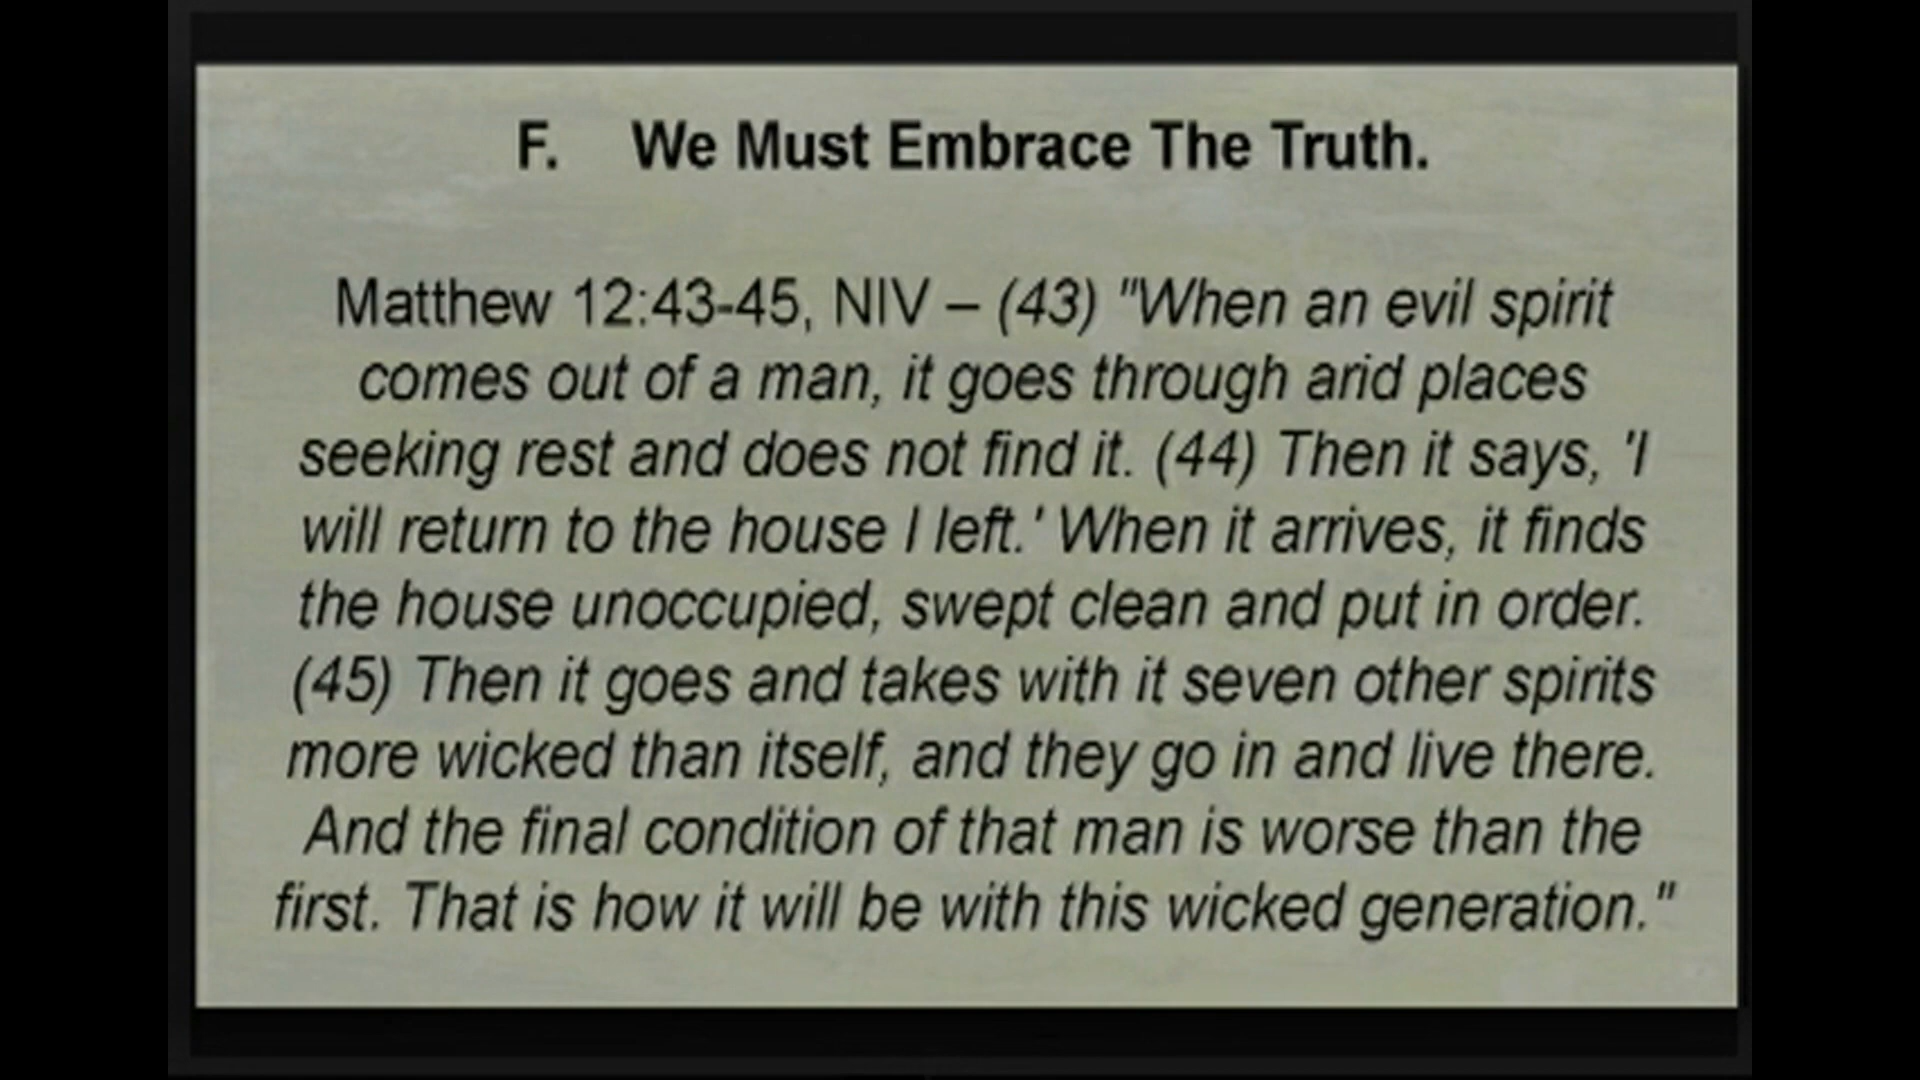 F. We Must Embrace The Truth.
Matthew 12:43-45, NIV – (43) "When an evil spirit
comes out of a man, it goes through arid places
seeking rest and does not find it. (44) Then it says, 'I
will return to the house I left.' When it arrives, it finds
the house unoccupied, swept clean and put in order.
(45) Then it goes and takes with it seven other spirits
more wicked than itself, and they go in and live there.
And the final condition of that man is worse than the
first. That is how it will be with this wicked generation."